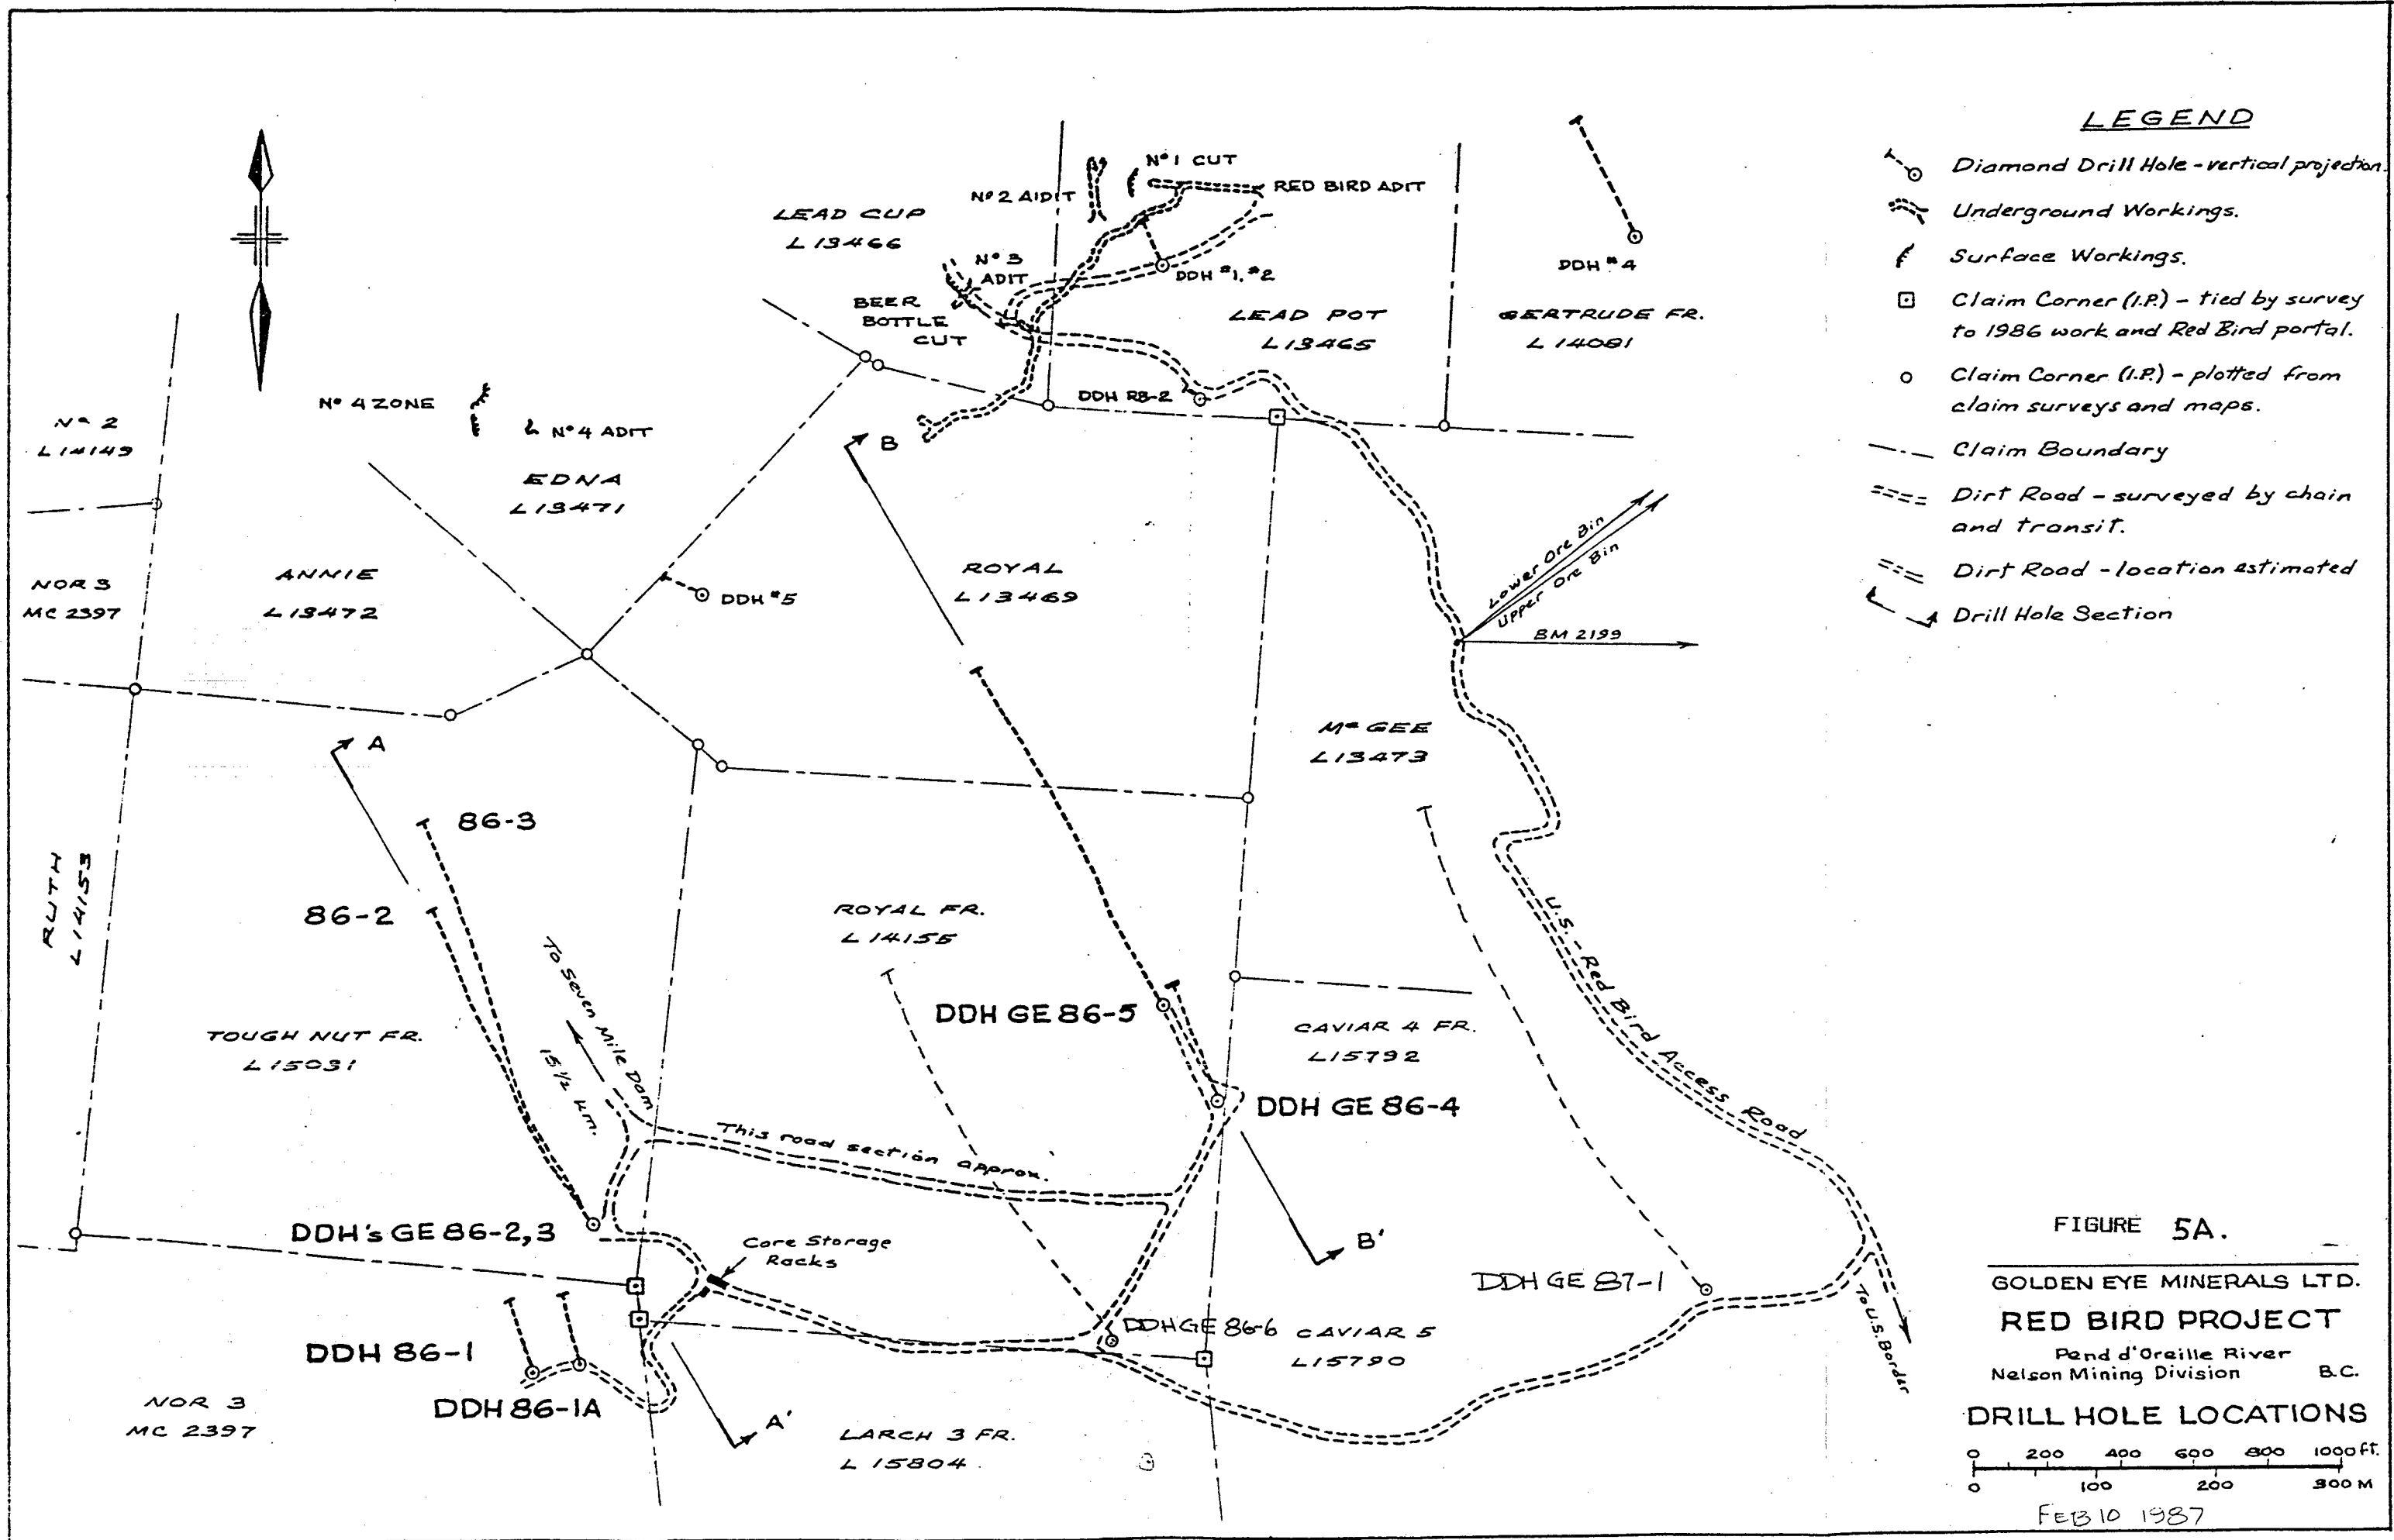 LEGEND
Diamond Drill Hole - vertical projection.
Underground Workings.
Surface Workings.
Claim Corner (I.P.) - tied by survey
to 1986 work and Red Bird portal.
Claim Corner (I.P.) - plotted from
claim surveys and maps.
Claim Boundary
Dirt Road - surveyed by chain
and transit.
Dirt Road - location estimated
Drill Hole Section
Nº 1 CUT
Nº 2 AIDIT
RED BIRD ADIT
LEAD CUP
L 13466
Nº 3
ADIT
DDH #1, #2
DDH #4
BEER
BOTTLE
CUT
LEAD POT
L 13465
GERTRUDE FR.
L 14081
Nº 4 ZONE
Nº 4 ADIT
DDH RB-2
Nº 2
L 14149
EDNA
L 13471
B
Lower Ore Bin
Upper Ore Bin
BM 2199
NOR 3
MC 2397
ANNIE
L 13472
DDH #5
ROYAL
L 13469
A
Mc GEE
L 13473
86-3
86-2
RUTH
L 14153
ROYAL FR.
L 14155
TOUGH NUT FR.
L 15031
To Seven Mile Dam
15 1/2 km.
DDH GE 86-5
CAVIAR 4 FR.
L 15792
U.S. - Red Bird Access Road
DDH GE 86-4
This road section approx.
DDH's GE 86-2,3
Core Storage
Racks
B'
DDH GE 87-1
To U.S. Border
DDH 86-1
DDH 86-1A
DDH GE 86-6
CAVIAR 5
L 15790
NOR 3
MC 2397
A'
LARCH 3 FR.
L 15804
FIGURE 5A.
GOLDEN EYE MINERALS LTD.
RED BIRD PROJECT
Pend d'Oreille River
Nelson Mining Division B.C.
DRILL HOLE LOCATIONS
0 200 400 600 800 1000 ft.
0 100 200 300 M
FEB 10 1987